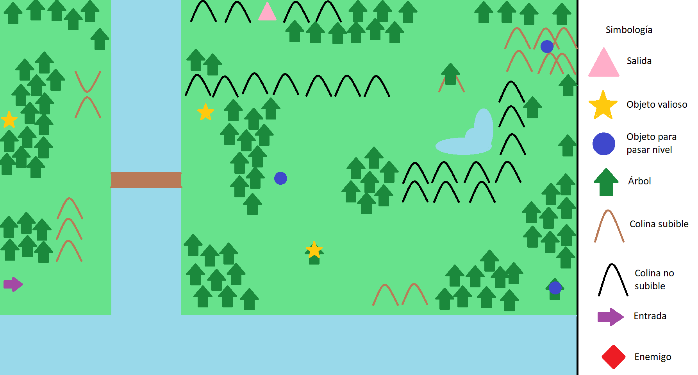 Simbología
Salida
Objeto valioso
Objeto para
pasar nivel
Árbol
Colina subible
Colina no
subible
Entrada
Enemigo